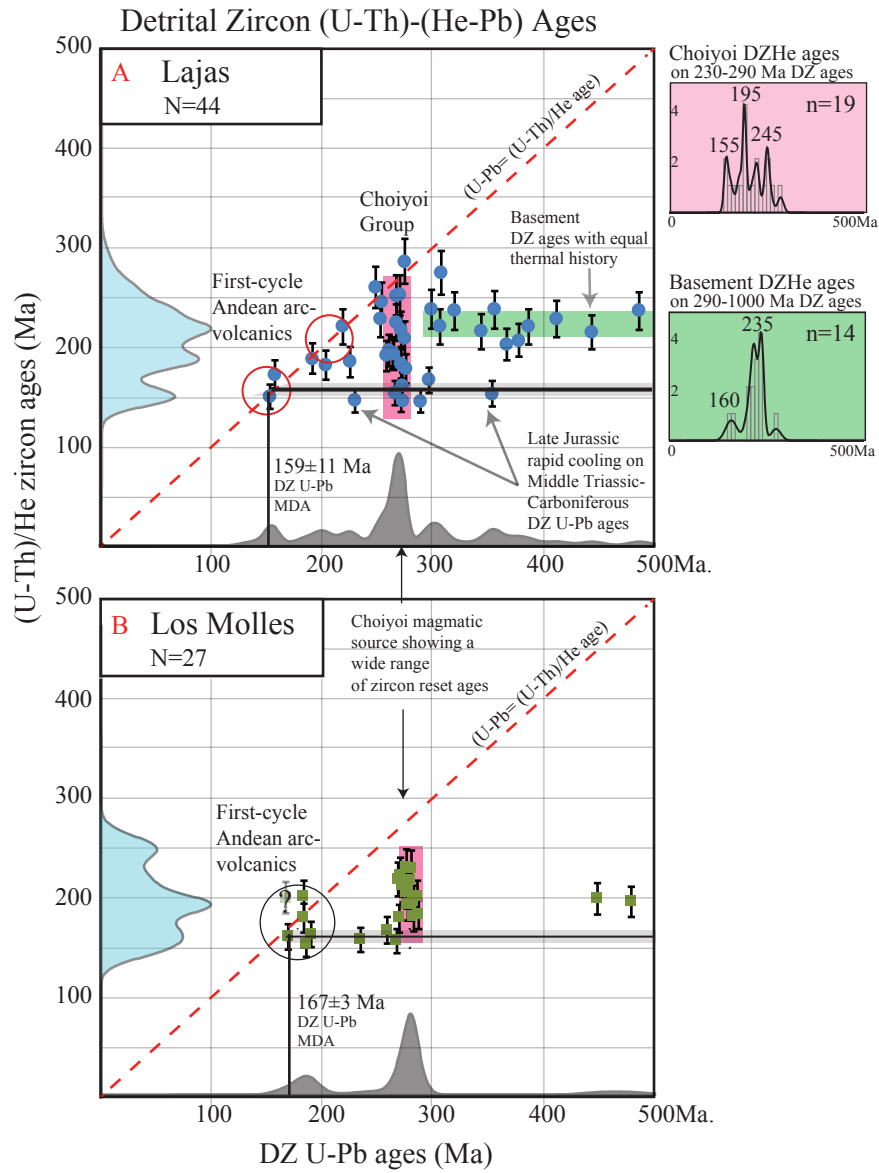 Detrital Zircon (U-Th)-(He-Pb) Ages
(U-Th)/He zircon ages (Ma)
500
400
300
200
100
A Lajas
N=44
(U-Pb= (U-Th)/He age)
Choiyoi
Group
Basement
DZ ages with equal
thermal history
First-cycle
Andean arc-
volcanics
159±11 Ma
DZ U-Pb
MDA
Late Jurassic
rapid cooling on
Middle Triassic-
Carboniferous
DZ U-Pb ages
100
200
300
400
500Ma.
Choiyoi DZHe ages
on 230-290 Ma DZ ages
4
2
155
195
245
n=19
0
500Ma
Basement DZHe ages
on 290-1000 Ma DZ ages
4
2
160
235
n=14
0
500Ma
500
400
300
200
100
B Los Molles
N=27
Choiyoi magmatic
source showing a
wide range
of zircon reset ages
(U-Pb= (U-Th)/He age)
First-cycle
Andean arc-
volcanics
?
167±3 Ma
DZ U-Pb
MDA
100
200
300
400
500Ma.
DZ U-Pb ages (Ma)